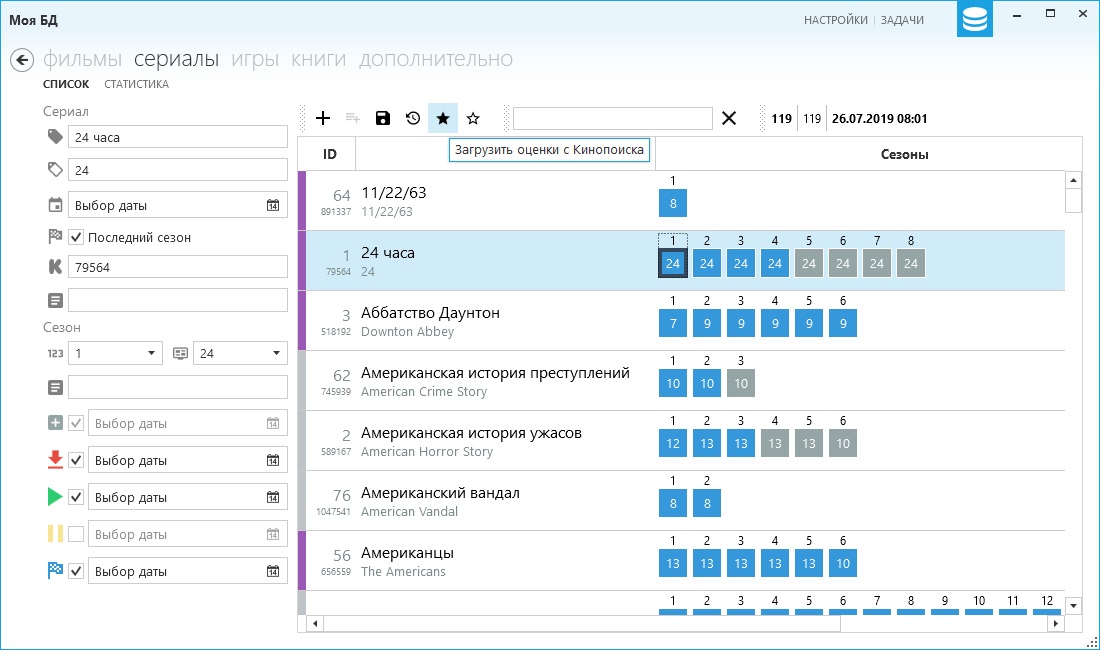 Моя БД
НАСТРОЙКИ ЗАДАЧИ
фильмы сериалы игры книги дополнительно
СПИСОК СТАТИСТИКА
Сериал
24 часа
24
Выбор даты 14
Последний сезон
K 79564
Сезон
123 1 24
Выбор даты 14
Выбор даты 14
Выбор даты 14
Выбор даты 14
Выбор даты 14
119 119 26.07.2019 08:01
Загрузить оценки с Кинопоиска
ID Сезоны
1
64 11/22/63 8
891337 11/22/63
1 2 3 4 5 6 7 8
1 24 часа 24 24 24 24 24 24 24 24
79564 24
1 2 3 4 5 6
3 Аббатство Даунтон 7 9 9 9 9 9
518192 Downton Abbey
1 2 3
62 Американская история преступлений 10 10 10
745939 American Crime Story
1 2 3 4 5 6
2 Американская история ужасов 12 13 13 13 13 10
589167 American Horror Story
1 2
76 Американский вандал 8 8
1047541 American Vandal
1 2 3 4 5 6
56 Американцы 13 13 13 13 13 10
656559 The Americans
1 2 3 4 5 6 7 8 9 10 11 12